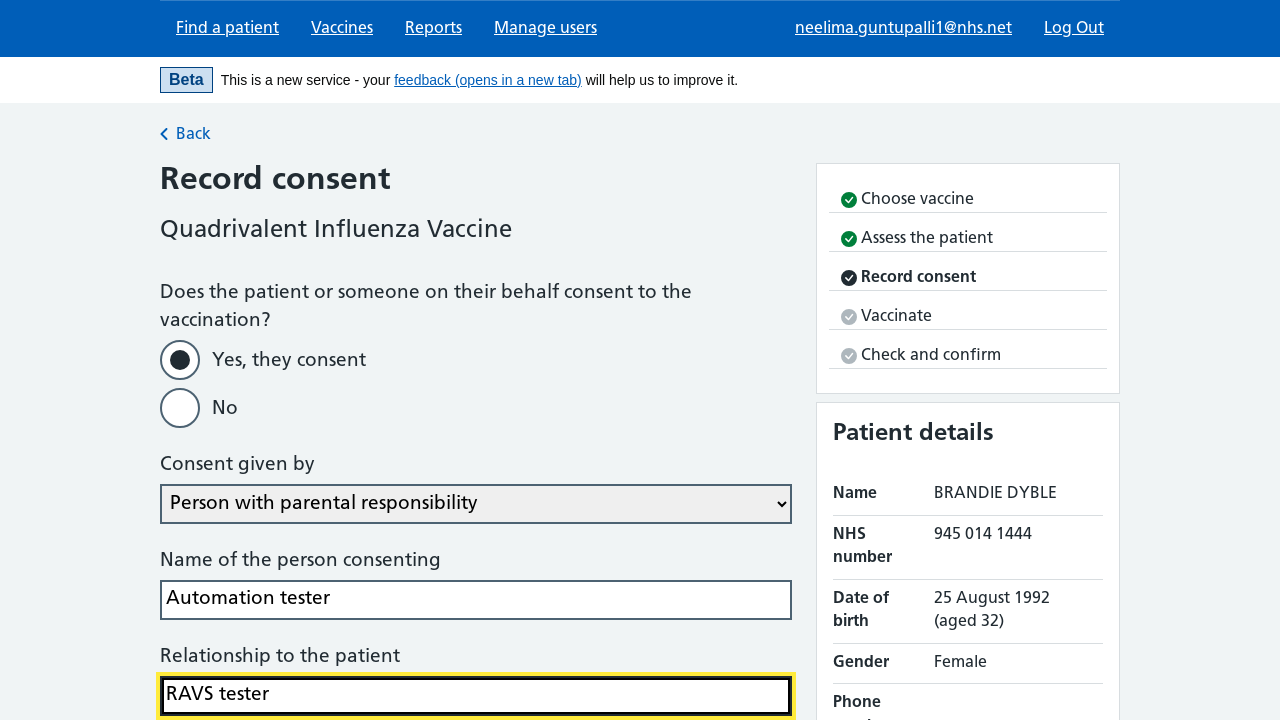 Find a patient Vaccines Reports Manage users neelima.guntupalli1@nhs.net Log Out
Beta This is a new service - your feedback (opens in a new tab) will help us to improve it.
Back
Record consent
Quadrivalent Influenza Vaccine
Does the patient or someone on their behalf consent to the
vaccination?
Yes, they consent
No
Consent given by
Person with parental responsibility
Name of the person consenting
Automation tester
Relationship to the patient
RAVS tester
Choose vaccine
Assess the patient
Record consent
Vaccinate
Check and confirm
Patient details
Name BRANDIE DYBLE
NHS 945 014 1444
number
Date of 25 August 1992
birth (aged 32)
Gender Female
Phone